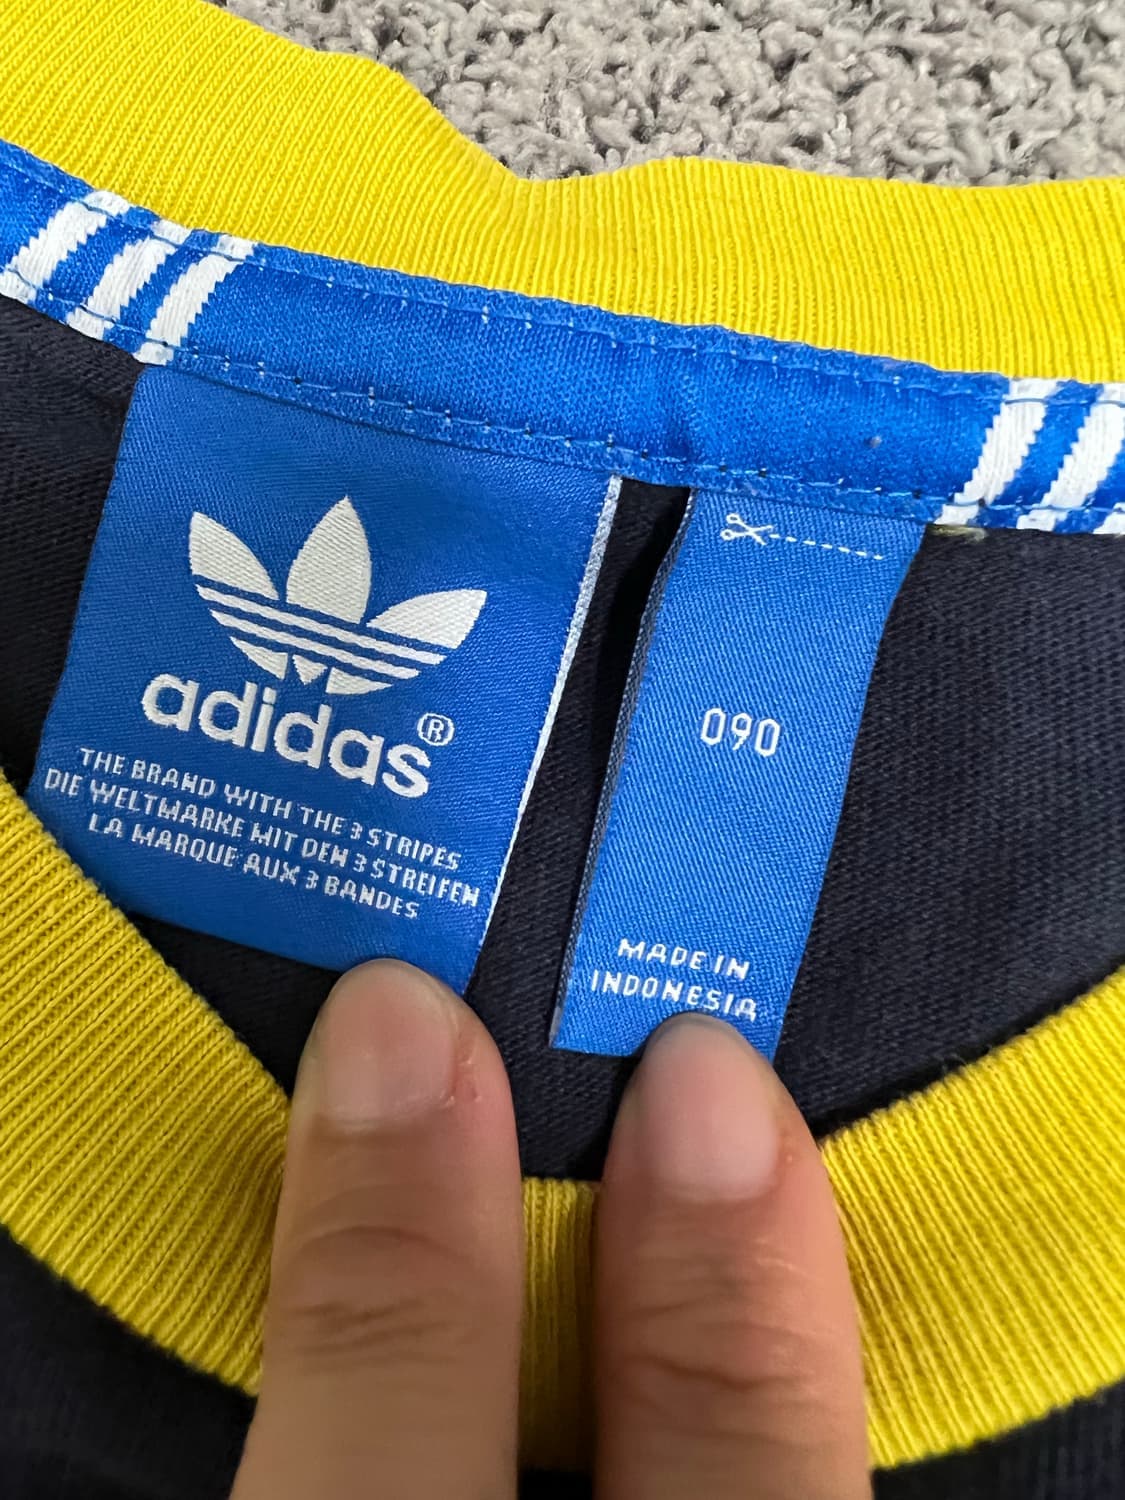 adidas®
THE BRAND WITH THE 3 STRIPES
DIE WELTMARKE MIT DEN 3 STREIFEN
LA MARQUE AUX 3 BANDES
090
MADE IN
INDONESIA